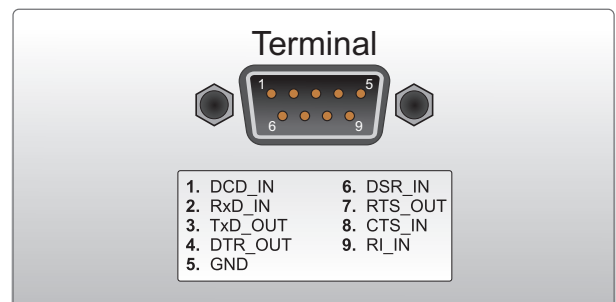 Terminal
1 5
6 9
1. DCD_IN 6. DSR_IN
2. RxD_IN 7. RTS_OUT
3. TxD_OUT 8. CTS_IN
4. DTR_OUT 9. RI_IN
5. GND